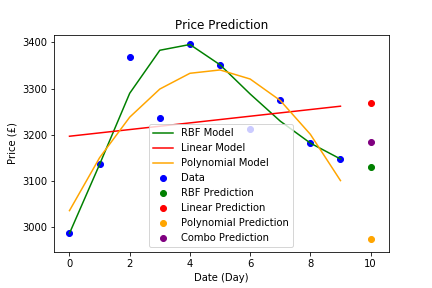 Price Prediction
Price (£)
3400
3300
3200
3100
3000
RBF Model
Linear Model
Polynomial Model
Data
RBF Prediction
Linear Prediction
Polynomial Prediction
Combo Prediction
0 2 4 6 8 10
Date (Day)